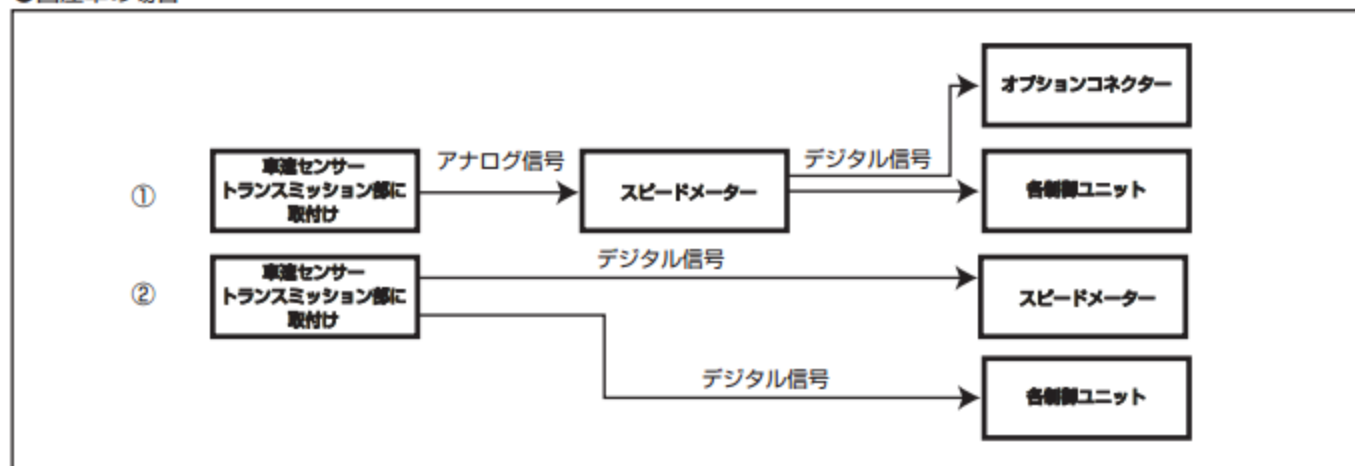 オプションコネクター
アナログ信号
デジタル信号
①
車速センサー
トランスミッション部に
取付け
スピードメーター
各制御ユニット
②
車速センサー
トランスミッション部に
取付け
デジタル信号
スピードメーター
デジタル信号
各制御ユニット